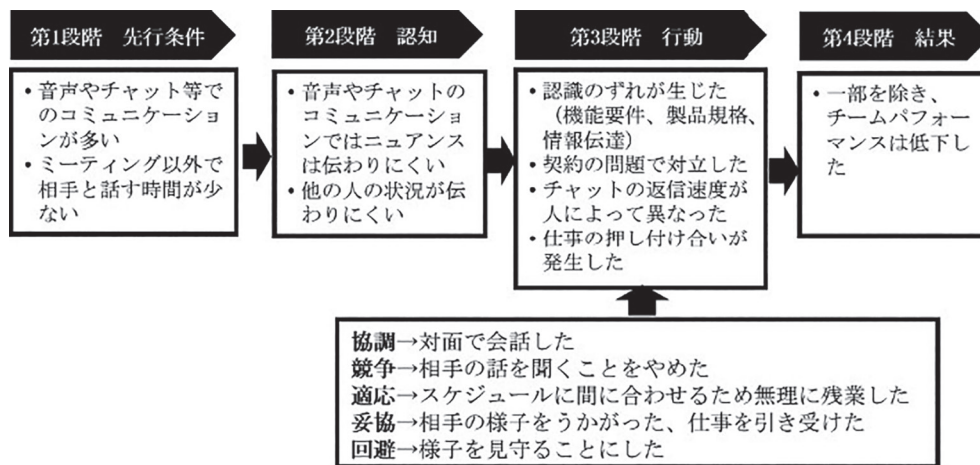 第1段階 先行条件
第2段階 認知
第3段階 行動
第4段階 結果
・音声やチャット等で
のコミュニケーション
が多い
・ミーティング以外で
相手と話す時間が少
ない
・音声やチャットの
コミュニケーション
ではニュアンス
は伝わりにくい
・他の人の状況が伝
わりにくい
・認識のずれが生じた
（機能要件、製品規格、
情報伝達）
・契約の問題で対立した
・チャットの返信速度が
人によって異なった
・仕事の押し付け合いが
発生した
・一部を除き、
チームパフォー
マンスは低下し
た
協調→対面で会話した
競争→相手の話を聞くことをやめた
適応→スケジュールに間に合わせるため無理に残業した
妥協→相手の様子をうかがった、仕事を引き受けた
回避→様子を見守ることにした